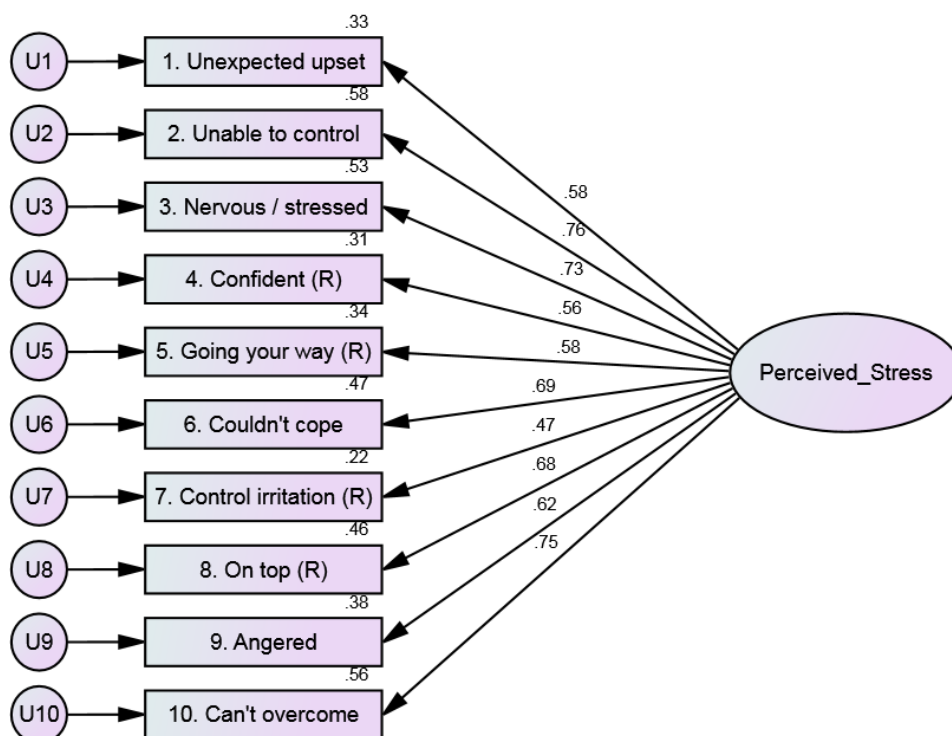 .33
U1
1. Unexpected upset
.58
U2
2. Unable to control
.53
U3
3. Nervous / stressed
.31
U4
4. Confident (R)
.34
U5
5. Going your way (R)
.47
U6
6. Couldn't cope
.22
U7
7. Control irritation (R)
.46
U8
8. On top (R)
.38
U9
9. Angered
.56
U10
10. Can't overcome
.58
.76
.73
.56
.58
.69
.47
.68
.62
.75
Perceived_Stress